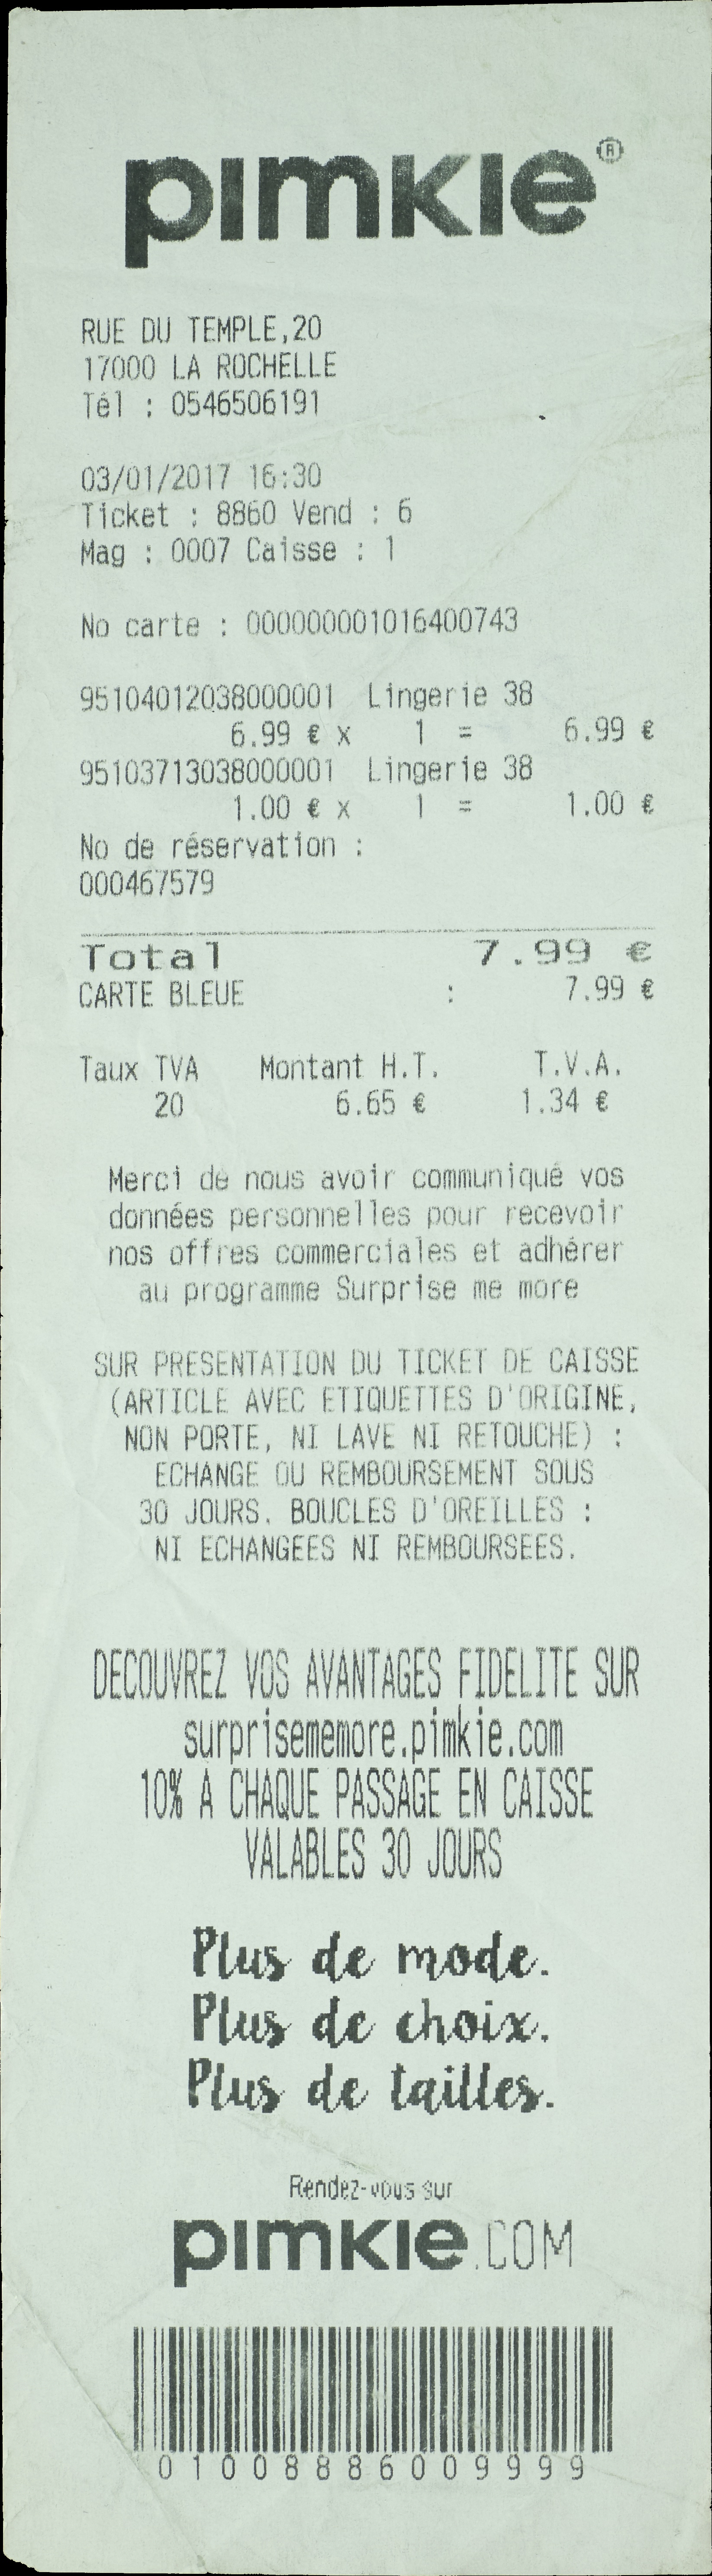 pimkie®
RUE DU TEMPLE,20
17000 LA ROCHELLE
Tél : 0546506191
03/01/2017 16:30
Ticket : 8860 Vend : 6
Mag : 0007 Caisse : 1
No carte : 000000001016400743
95104012038000001 Lingerie 38
6.99 € x 1 = 6.99 €
95103713038000001 Lingerie 38
1.00 € x 1 = 1.00 €
No de réservation :
000467579
Total 7.99 €
CARTE BLEUE : 7.99 €
Taux TVA Montant H.T. T.V.A.
20 6.65 € 1.34 €
Merci de nous avoir communiqué vos
données personnelles pour recevoir
nos offres commerciales et adhérer
au programme Surprise me more
SUR PRESENTATION DU TICKET DE CAISSE
(ARTICLE AVEC ETIQUETTES D'ORIGINE,
NON PORTE, NI LAVE NI RETOUCHE) :
ECHANGE OU REMBOURSEMENT SOUS
30 JOURS. BOUCLES D'OREILLES :
NI ECHANGEES NI REMBOURSEES.
DECOUVREZ VOS AVANTAGES FIDELITE SUR
surprisememore.pimkie.com
10% A CHAQUE PASSAGE EN CAISSE
VALABLES 30 JOURS
Plus de mode.
Plus de choix.
Plus de tailles.
Rendez-vous sur
pimkie.COM
01008886009999